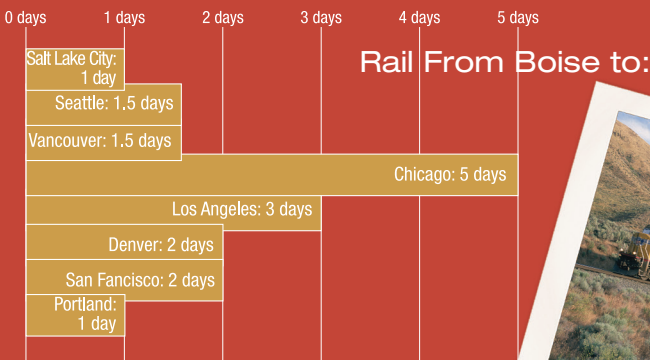 0 days 1 days 2 days 3 days 4 days 5 days
Rail From Boise to:
Salt Lake City:
1 day
Seattle: 1.5 days
Vancouver: 1.5 days
Chicago: 5 days
Los Angeles: 3 days
Denver: 2 days
San Fancisco: 2 days
Portland:
1 day